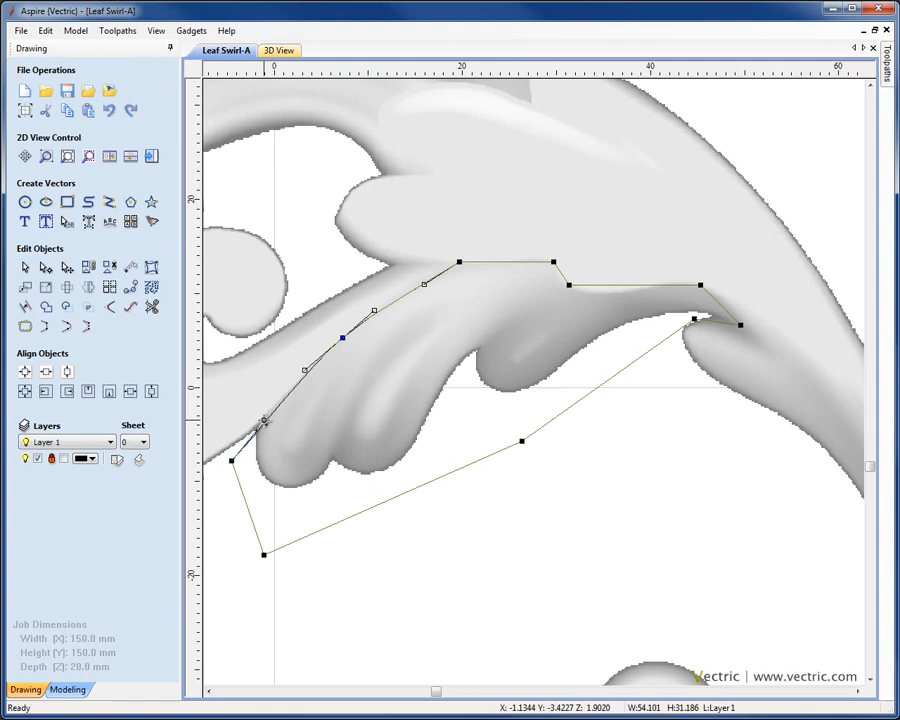 Aspire {Vectric} - [Leaf Swirl-A]
File Edit Model Toolpaths View Gadgets Help
Drawing
Leaf Swirl-A 3D View
Toolpaths
0 20 40 60
20
0
-20
File Operations
2D View Control
Create Vectors
Edit Objects
Align Objects
Layers Sheet
Layer 1 0
Job Dimensions
Width [X]: 150.0 mm
Height [Y]: 150.0 mm
Depth [Z]: 20.0 mm
Drawing Modeling
Vectric | www.vectric.com
Ready X: -1.1344 Y: -3.4227 Z: 1.9020 W:54.101 H:31.186 L:Layer 1